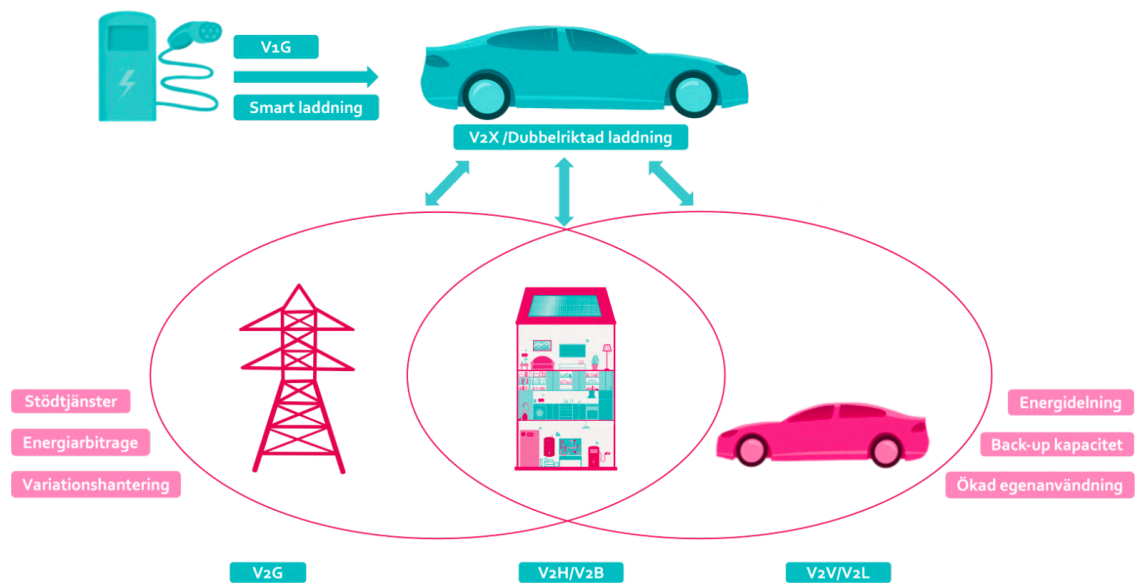 V1G
Smart laddning
V2X /Dubbelriktad laddning
Stödtjänster
Energiarbitrage
Variationshantering
Energidelning
Back-up kapacitet
Ökad egenanvändning
V2G
V2H/V2B
V2V/V2L